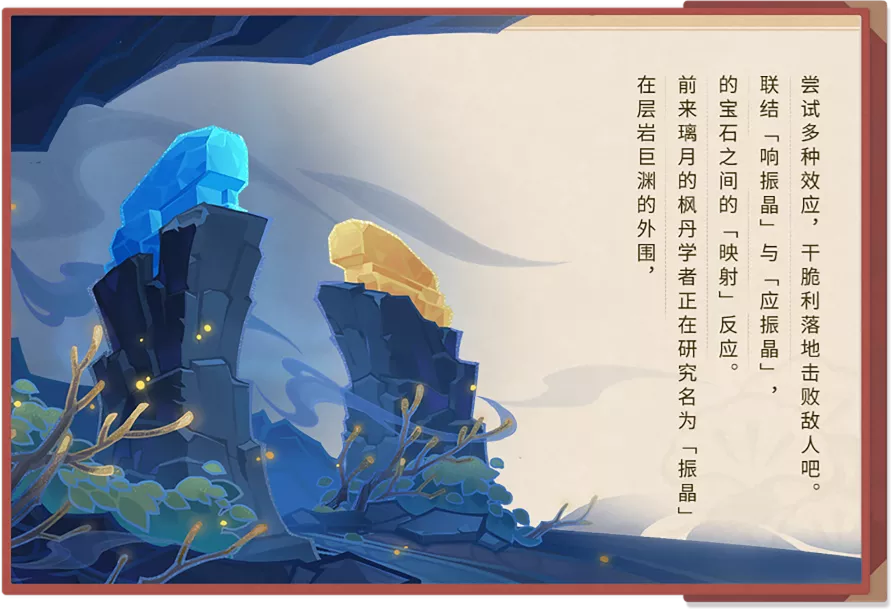 在层岩巨渊的外围，
前来璃月的枫丹学者正在研究名为「振晶」
的宝石之间的「映射」反应。
联结「响振晶」与「应振晶」，
尝试多种效应，干脆利落地击败敌人吧。